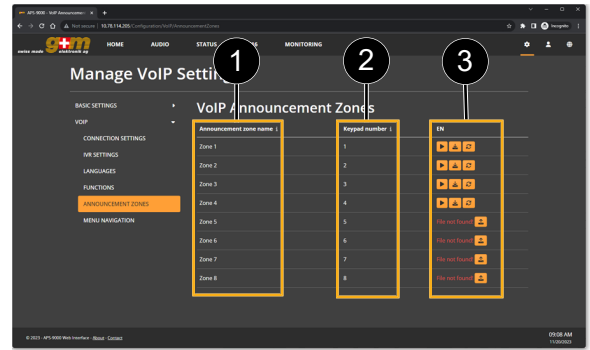 APS-9000 - VoIP Announcemen
Not secure | 10.78.114.205/Configuration/VoIP/AnnouncementZones
Incognito
swiss made g+m elektronik ag
HOME AUDIO STATUS MONITORING
1 2 3
Manage VoIP Settin
BASIC SETTINGS
VOIP
CONNECTION SETTINGS
IVR SETTINGS
LANGUAGES
FUNCTIONS
ANNOUNCEMENT ZONES
MENU NAVIGATION
VoIP Announcement Zones
Announcement zone name Keypad number EN
Zone 1 1
Zone 2 2
Zone 3 3
Zone 4 4
Zone 5 5 File not found!
Zone 6 6 File not found!
Zone 7 7 File not found!
Zone 8 8 File not found!
© 2023 - APS-9000 Web Interface - About - Contact
09:08 AM
11/20/2023